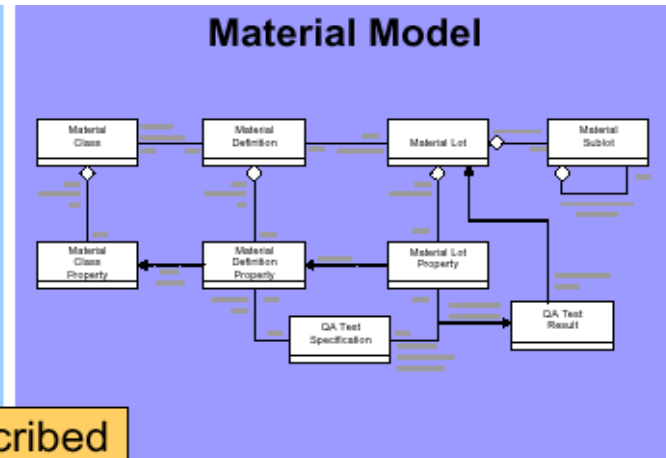 Material Model
Material
Class
Material
Definition
Material Lot
Material
Sublot
Material
Class
Property
Material
Definition
Property
Material Lot
Property
QA Test
Specification
QA Test
Result
cribed